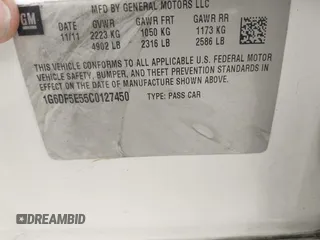 MFD BY GENERAL MOTORS LLC
GM
DATE GVWR GAWR FRT GAWR RR
11/11 2223 KG 1050 KG 1173 KG
4902 LB 2316 LB 2586 LB
THIS VEHICLE CONFORMS TO ALL APPLICABLE U.S. FEDERAL MOTOR
VEHICLE SAFETY, BUMPER, AND THEFT PREVENTION STANDARDS
IN EFFECT ON THE DATE OF MANUFACTURE SHOWN ABOVE.
1G6DF5E55C0127450 TYPE: PASS CAR
DREAMBID